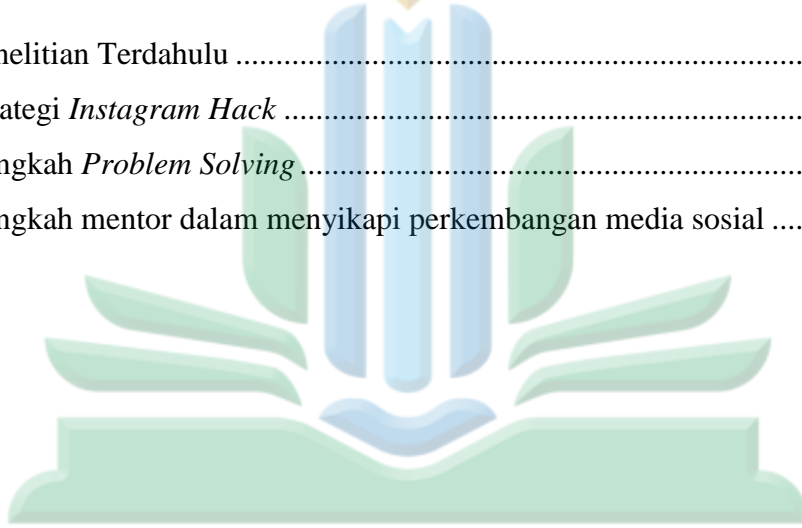 nelitian Terdahulu ...........................................................................
ategi Instagram Hack .....................................................................
ngkah Problem Solving ...................................................................
ngkah mentor dalam menyikapi perkembangan media sosial ....